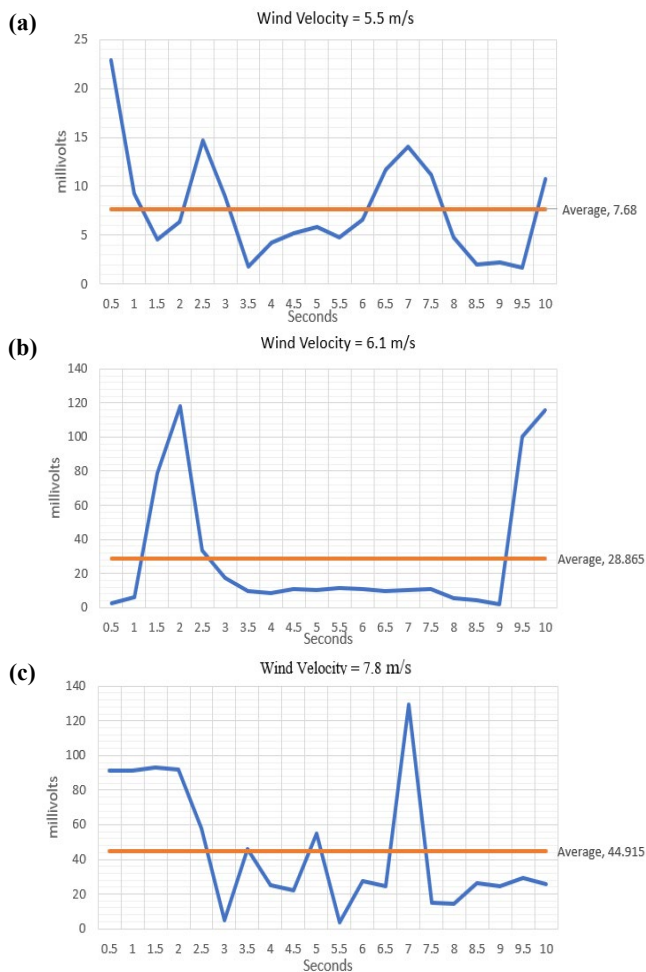 (a)
Wind Velocity = 5.5 m/s
25
20
15
10
5
0
millivolts
Average, 7.68
0.5 1 1.5 2 2.5 3 3.5 4 4.5 5 5.5 6 6.5 7 7.5 8 8.5 9 9.5 10
Seconds
(b)
Wind Velocity = 6.1 m/s
140
120
100
80
60
40
20
0
millivolts
Average, 28.865
0.5 1 1.5 2 2.5 3 3.5 4 4.5 5 5.5 6 6.5 7 7.5 8 8.5 9 9.5 10
Seconds
(c)
Wind Velocity = 7.8 m/s
140
120
100
80
60
40
20
0
millivolts
Average, 44.915
0.5 1 1.5 2 2.5 3 3.5 4 4.5 5 5.5 6 6.5 7 7.5 8 8.5 9 9.5 10
Seconds